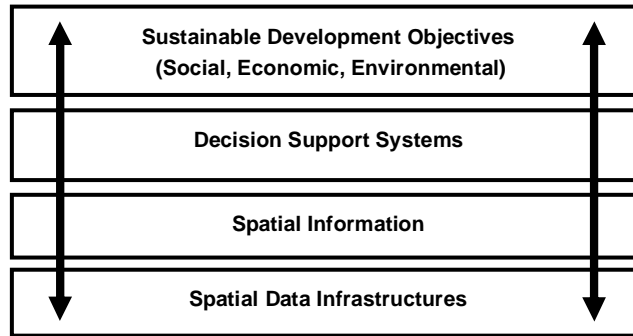 Sustainable Development Objectives
(Social, Economic, Environmental)
Decision Support Systems
Spatial Information
Spatial Data Infrastructures